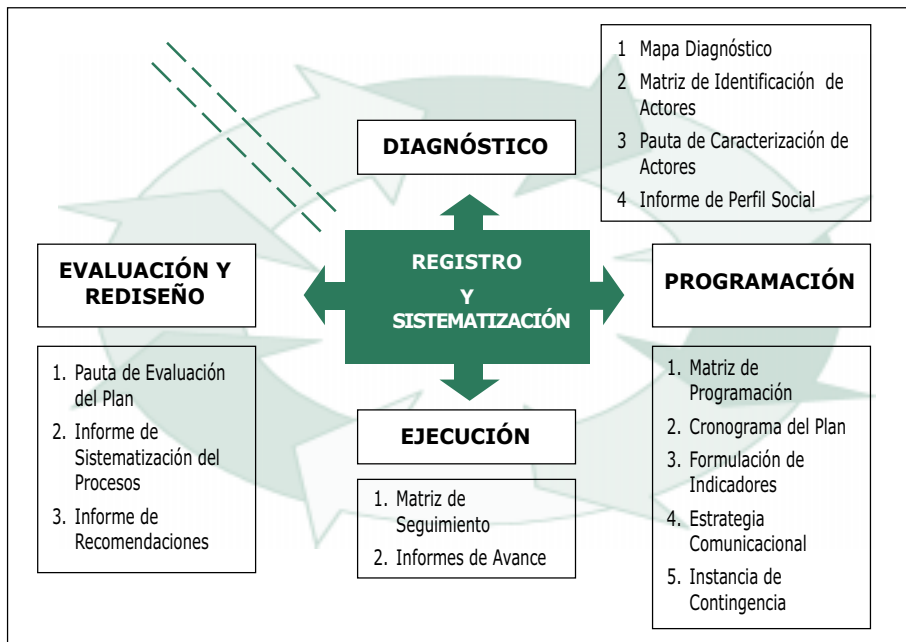 DIAGNÓSTICO
1 Mapa Diagnóstico
2 Matriz de Identificación de
Actores
3 Pauta de Caracterización de
Actores
4 Informe de Perfil Social
REGISTRO
Y
SISTEMATIZACIÓN
PROGRAMACIÓN
1. Matriz de
Programación
2. Cronograma del Plan
3. Formulación de
Indicadores
4. Estrategia
Comunicacional
5. Instancia de
Contingencia
EJECUCIÓN
1. Matriz de
Seguimiento
2. Informes de Avance
EVALUACIÓN Y
REDISEÑO
1. Pauta de Evaluación
del Plan
2. Informe de
Sistematización del
Procesos
3. Informe de
Recomendaciones